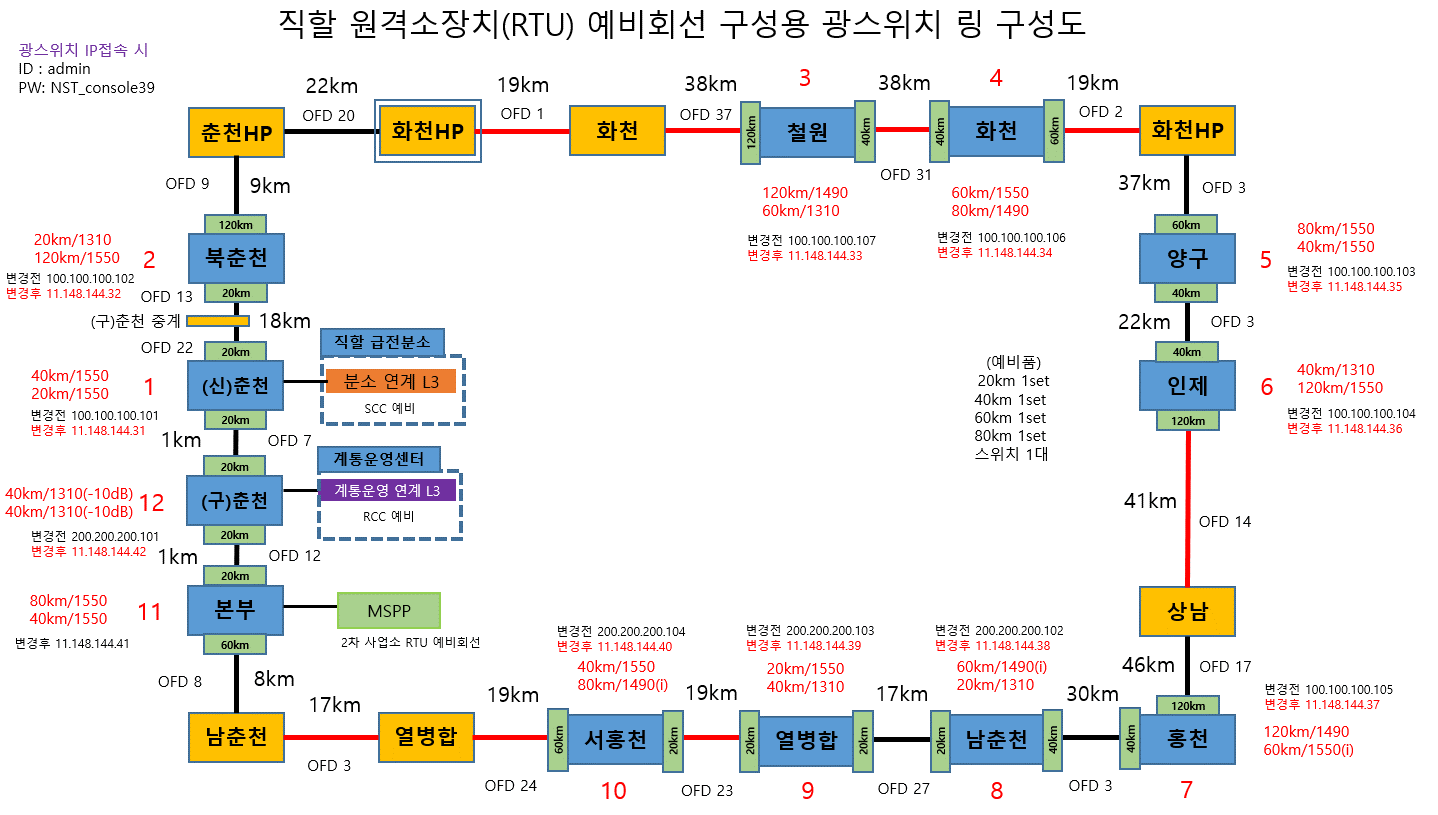 직할 원격소장치(RTU) 예비회선 구성용 광스위치 링 구성도
광스위치 IP접속 시
ID : admin
PW: NST_console39
22km
OFD 20
19km
OFD 1
38km
OFD 37
3
38km
OFD 31
4
19km
OFD 2
춘천HP
화천HP
화천
120km
철원
40km
40km
화천
60km
화천HP
120km/1490
60km/1310
변경전 100.100.100.107
변경후 11.148.144.33
60km/1550
80km/1490
변경전 100.100.100.106
변경후 11.148.144.34
OFD 9
9km
37km
OFD 3
120km
북춘천
20km
20km/1310
120km/1550
2
변경전 100.100.100.102
변경후 11.148.144.32
60km
양구
40km
5
80km/1550
40km/1550
변경전 100.100.100.103
변경후 11.148.144.35
OFD 13
(구)춘천 중계
18km
OFD 22
22km
OFD 3
20km
(신)춘천
20km
40km/1550
20km/1550
1
변경전 100.100.100.101
변경후 11.148.144.31
직할 급전분소
분소 연계 L3
SCC 예비
(예비품)
20km 1set
40km 1set
60km 1set
80km 1set
스위치 1대
40km
인제
120km
6
40km/1310
120km/1550
변경전 100.100.100.104
변경후 11.148.144.36
1km
OFD 7
20km
(구)춘천
20km
40km/1310(-10dB)
40km/1310(-10dB)
12
변경전 200.200.200.101
변경후 11.148.144.42
계통운영센터
계통운영 연계 L3
RCC 예비
41km
OFD 14
1km
OFD 12
20km
본부
60km
80km/1550
40km/1550
11
변경후 11.148.144.41
MSPP
2차 사업소 RTU 예비회선
상남
46km
OFD 17
OFD 8
8km
변경전 200.200.200.104
변경후 11.148.144.40
40km/1550
80km/1490(i)
변경전 200.200.200.103
변경후 11.148.144.39
20km/1550
40km/1310
변경전 200.200.200.102
변경후 11.148.144.38
60km/1490(i)
20km/1310
변경전 100.100.100.105
변경후 11.148.144.37
120km/1490
60km/1550(i)
남춘천
17km
OFD 3
열병합
19km
OFD 24
60km
서홍천
20km
10
19km
OFD 23
20km
열병합
20km
9
17km
OFD 27
20km
남춘천
40km
8
30km
OFD 3
120km
40km
홍천
7